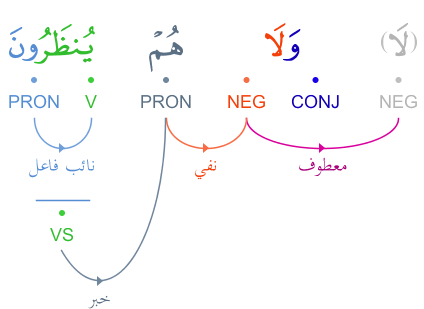 (لَا) وَلَا هُمْ يُنظَرُونَ
NEG CONJ NEG PRON V PRON
معطوف نفي نائب فاعل
VS
خبر